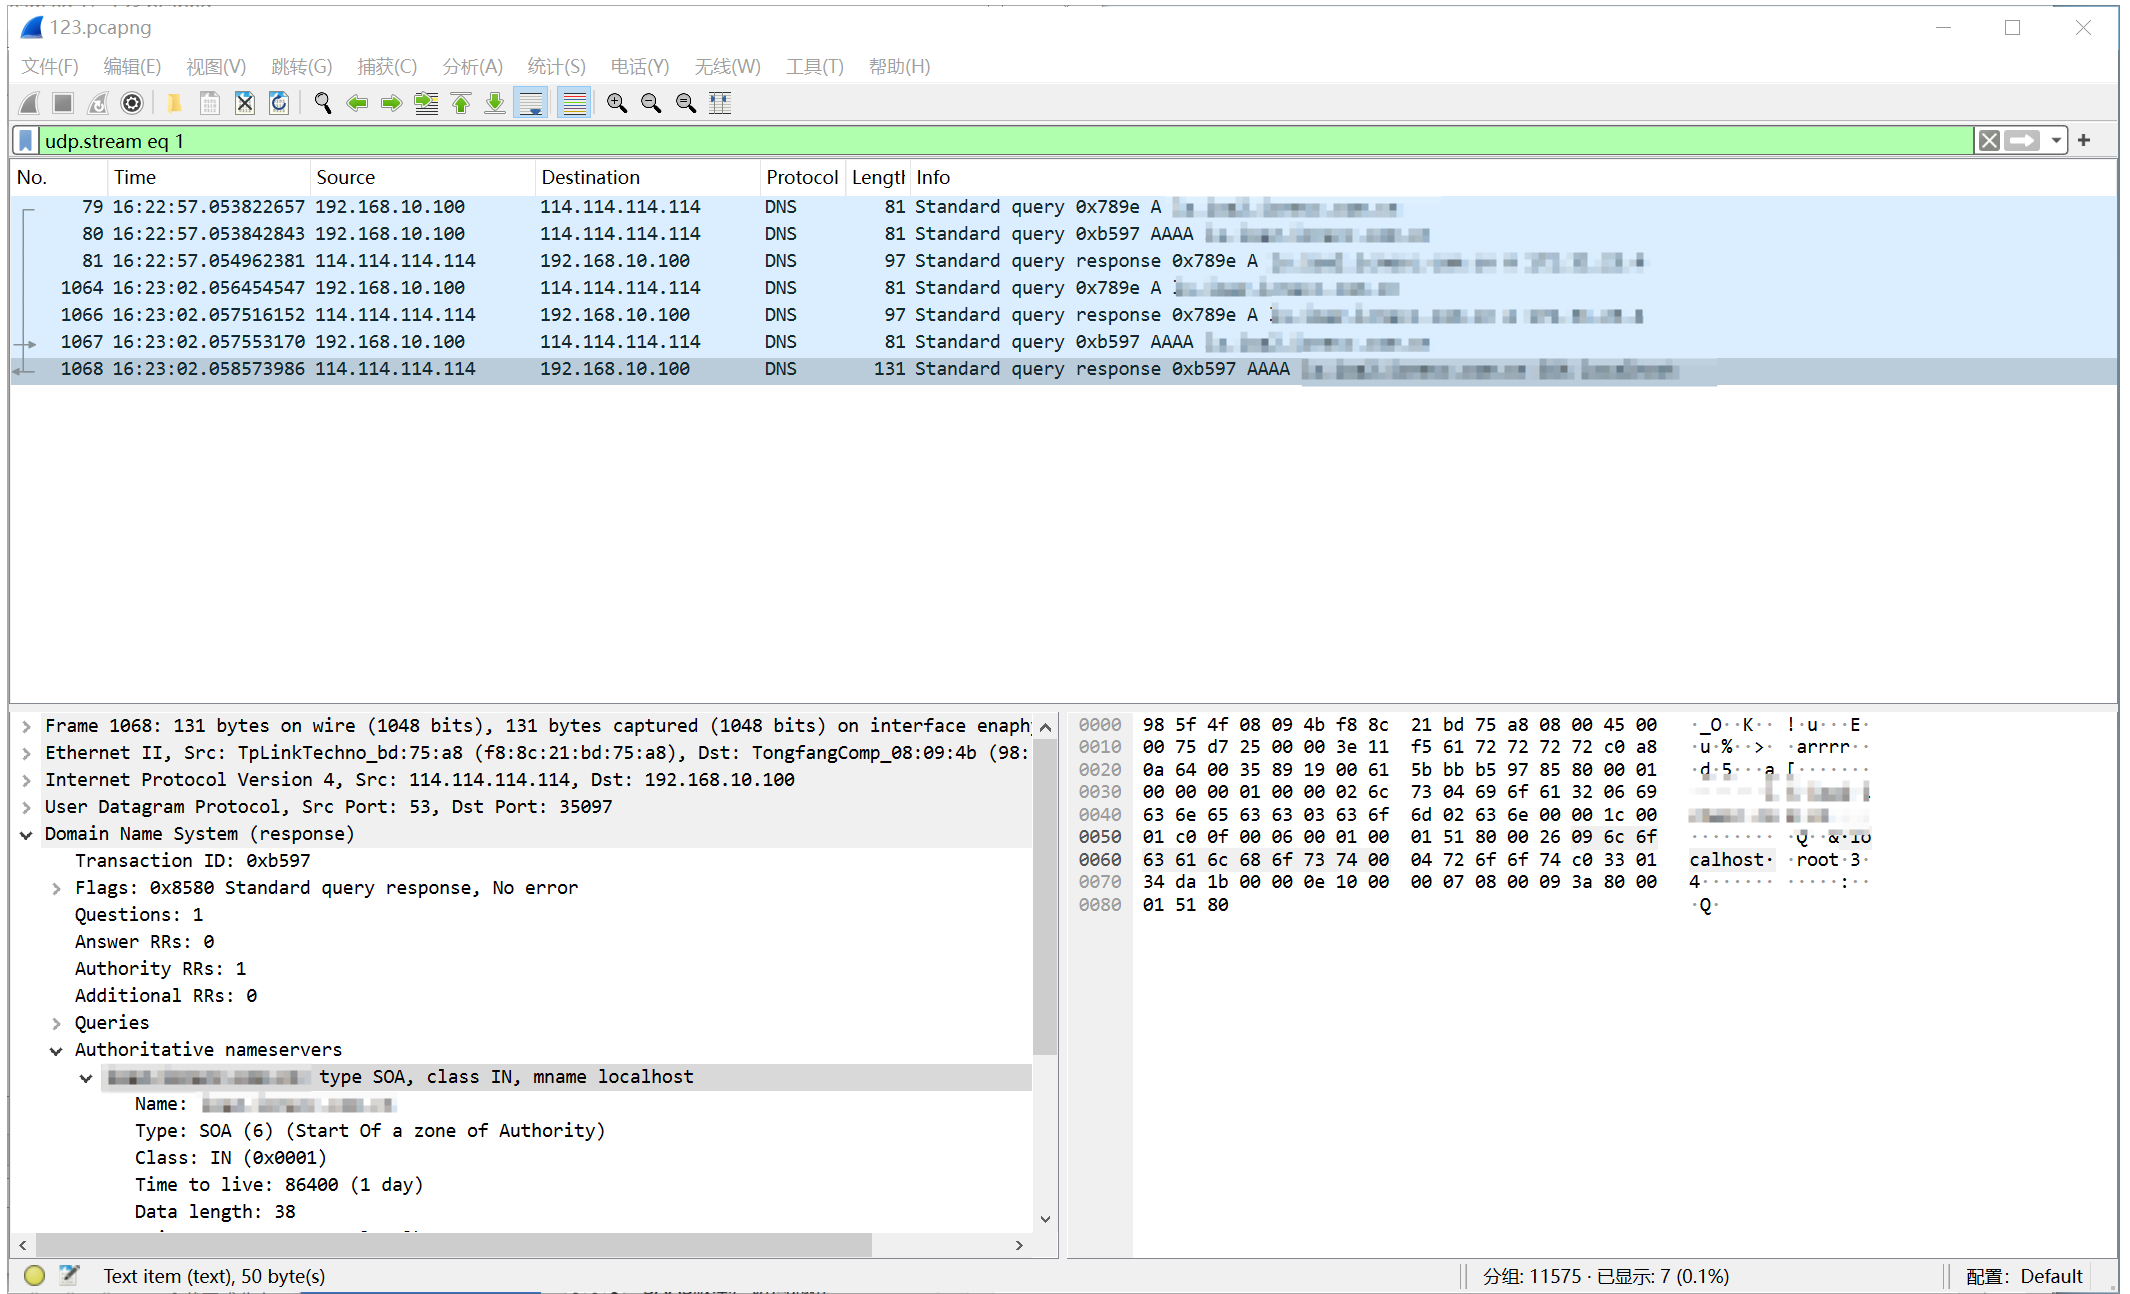 123.pcapng
文件(F) 编辑(E) 视图(V) 跳转(G) 捕获(C) 分析(A) 统计(S) 电话(Y) 无线(W) 工具(T) 帮助(H)
udp.stream eq 1
No. Time Source Destination Protocol Length Info
79 16:22:57.053822657 192.168.10.100 114.114.114.114 DNS 81 Standard query 0x789e A
80 16:22:57.053842843 192.168.10.100 114.114.114.114 DNS 81 Standard query 0xb597 AAAA
81 16:22:57.054962381 114.114.114.114 192.168.10.100 DNS 97 Standard query response 0x789e A
1064 16:23:02.056454547 192.168.10.100 114.114.114.114 DNS 81 Standard query 0x789e A
1066 16:23:02.057516152 114.114.114.114 192.168.10.100 DNS 97 Standard query response 0x789e A
1067 16:23:02.057553170 192.168.10.100 114.114.114.114 DNS 81 Standard query 0xb597 AAAA
1068 16:23:02.058573986 114.114.114.114 192.168.10.100 DNS 131 Standard query response 0xb597 AAAA
Frame 1068: 131 bytes on wire (1048 bits), 131 bytes captured (1048 bits) on interface enaph
Ethernet II, Src: TpLinkTechno_bd:75:a8 (f8:8c:21:bd:75:a8), Dst: TongfangComp_08:09:4b (98:
Internet Protocol Version 4, Src: 114.114.114.114, Dst: 192.168.10.100
User Datagram Protocol, Src Port: 53, Dst Port: 35097
Domain Name System (response)
Transaction ID: 0xb597
Flags: 0x8580 Standard query response, No error
Questions: 1
Answer RRs: 0
Authority RRs: 1
Additional RRs: 0
Queries
Authoritative nameservers
type SOA, class IN, mname localhost
Name:
Type: SOA (6) (Start Of a zone of Authority)
Class: IN (0x0001)
Time to live: 86400 (1 day)
Data length: 38
0000 98 5f 4f 08 09 4b f8 8c 21 bd 75 a8 08 00 45 00 ·_O··K·· !·u···E·
0010 00 75 d7 25 00 00 3e 11 f5 61 72 72 72 72 c0 a8 ·u·%··>· ·arrrr··
0020 0a 64 00 35 89 19 00 61 5b bb b5 97 85 80 00 01 ·d·5···a [·······
0030 00 00 00 01 00 00 02 6c 73 04 69 6f 61 32 06 69
0040 63 6e 65 63 63 03 63 6f 6d 02 63 6e 00 00 1c 00
0050 01 c0 0f 00 06 00 01 00 01 51 80 00 26 09 6c 6f ········ ·Q··&·lo
0060 63 61 6c 68 6f 73 74 00 04 72 6f 6f 74 c0 33 01 calhost· ·root·3·
0070 34 da 1b 00 00 0e 10 00 00 07 08 00 09 3a 80 00 4······· ·····:··
0080 01 51 80 ·Q·
Text item (text), 50 byte(s) 分组: 11575 · 已显示: 7 (0.1%) 配置: Default